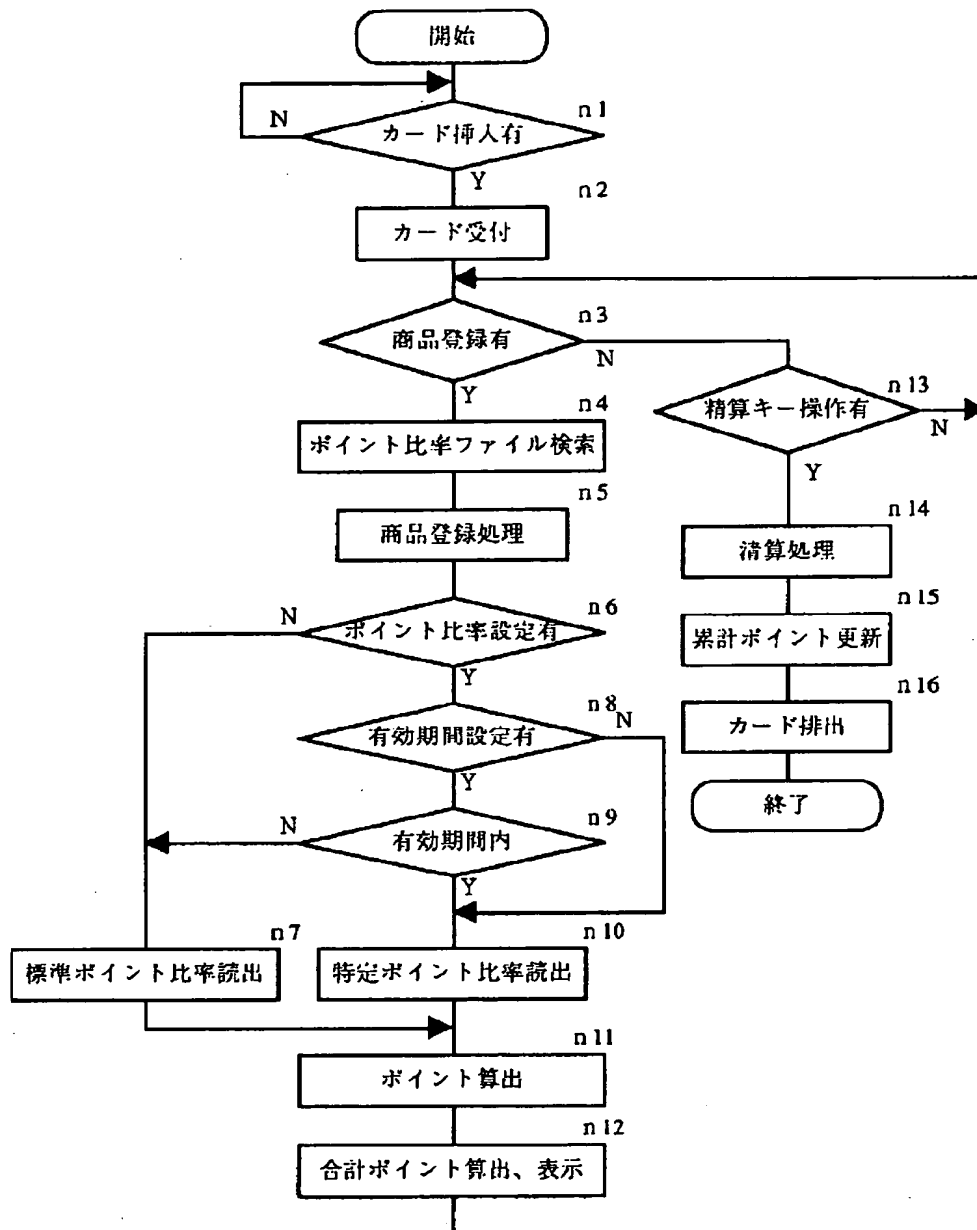 開始
n1
カード挿入有
N
Y
n2
カード受付
n3
商品登録有
N
Y
n4
ポイント比率ファイル検索
n5
商品登録処理
n6
ポイント比率設定有
N
Y
n8
有効期間設定有
N
Y
n9
有効期間内
N
Y
n7
標準ポイント比率読出
n10
特定ポイント比率読出
n11
ポイント算出
n12
合計ポイント算出、表示
n13
精算キー操作有
N
Y
n14
清算処理
n15
累計ポイント更新
n16
カード排出
終了